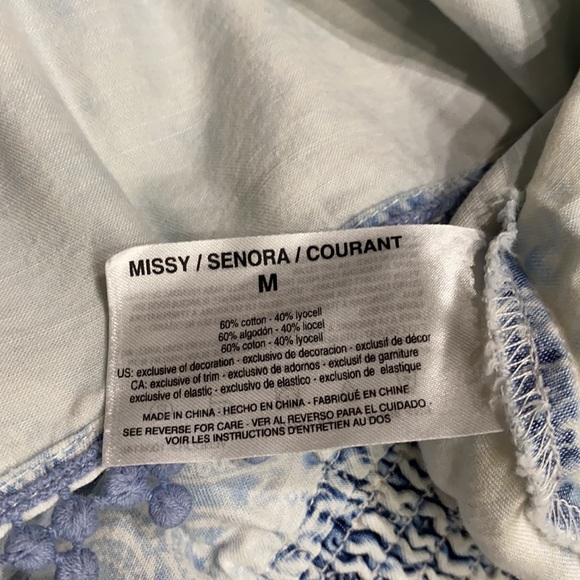 MISSY / SENORA / COURANT
M
60% cotton - 40% lyocell
60% algodón - 40% liocel
60% coton - 40% lyocell
US: exclusive of decoration - exclusivo de decoracion - exclusif de décor
CA: exclusive of trim - exclusivo de adornos - exclusif de garniture
exclusive of elastic - exclusivo de elastico - exclusion de elastique
MADE IN CHINA - HECHO EN CHINA - FABRIQUÉ EN CHINE
SEE REVERSE FOR CARE - VER AL REVERSO PARA EL CUIDADO -
VOIR LES INSTRUCTIONS D'ENTRETIEN AU DOS